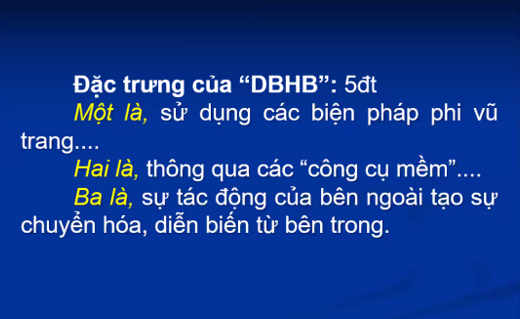 Đặc trưng của “DBHB”: 5đt
Một là, sử dụng các biện pháp phi vũ
trang....
Hai là, thông qua các “công cụ mềm”....
Ba là, sự tác động của bên ngoài tạo sự
chuyển hóa, diễn biến từ bên trong.